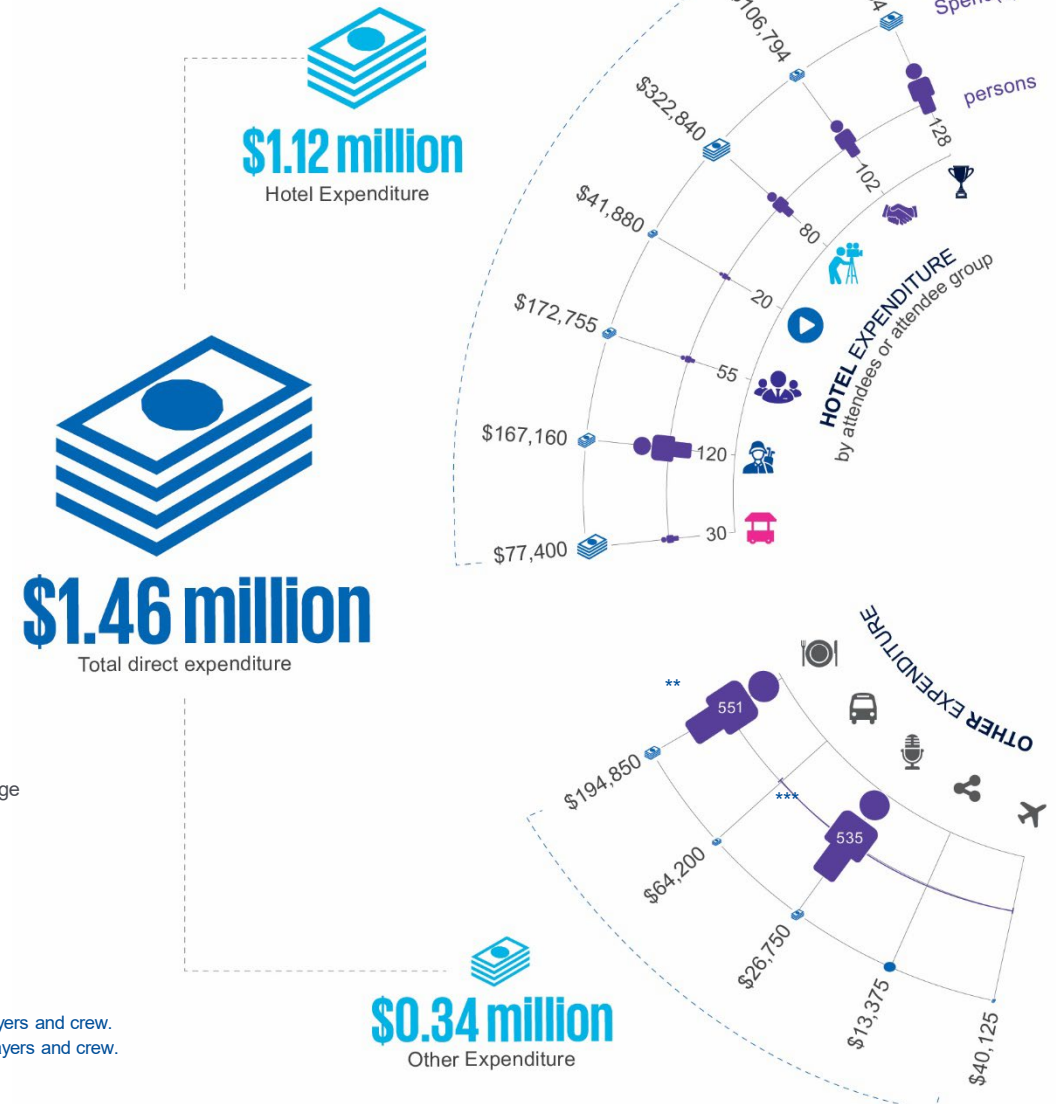 $1.12 million
Hotel Expenditure
$1.46 million
Total direct expenditure
$0.34 million
Other Expenditure
persons
128
$106,794
102
$322,840
80
$41,880
20
$172,755
55
$167,160
120
$77,400
30
HOTEL EXPENDITURE
by attendees or attendee group
OTHER EXPENDITURE
**
551
$194,850
***
$64,200
535
$26,750
$13,375
$40,125
yers and crew.
ayers and crew.